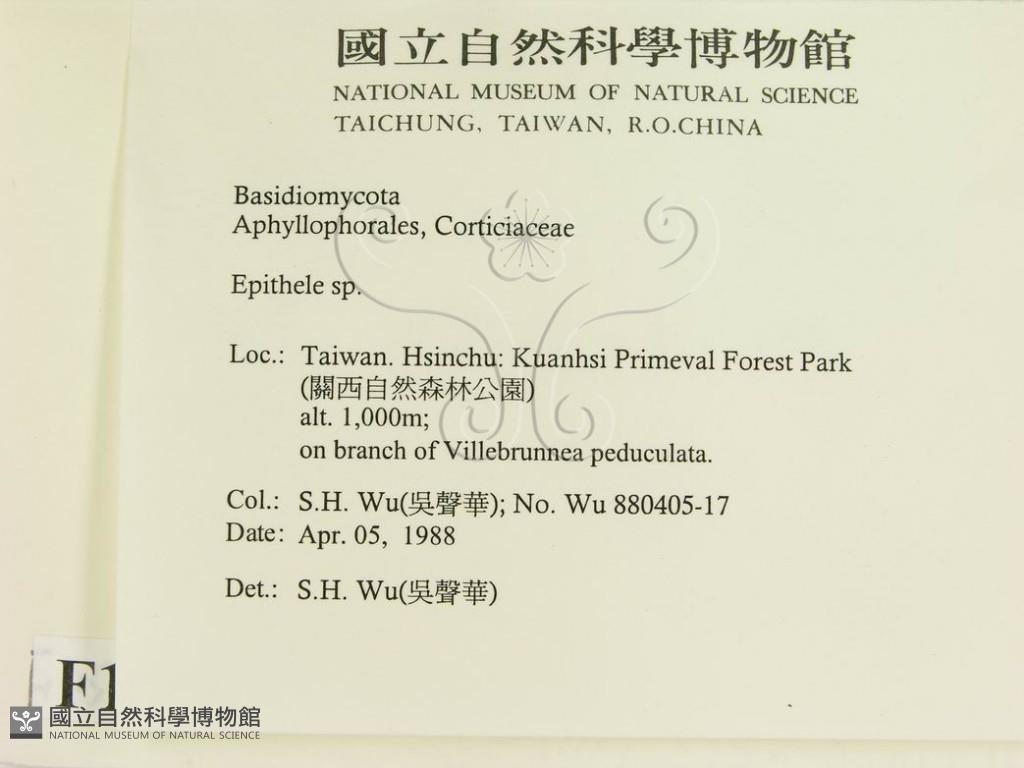 國立自然科學博物館
NATIONAL MUSEUM OF NATURAL SCIENCE
TAICHUNG, TAIWAN, R.O.CHINA
Basidiomycota
Aphyllophorales, Corticiaceae
Epithele sp.
Loc.: Taiwan. Hsinchu: Kuanhsi Primeval Forest Park
(關西自然森林公園)
alt. 1,000m;
on branch of Villebrunnea peduculata.
Col.: S.H. Wu(吳聲華); No. Wu 880405-17
Date: Apr. 05, 1988
Det.: S.H. Wu(吳聲華)
F1
國立自然科學博物館
NATIONAL MUSEUM OF NATURAL SCIENCE